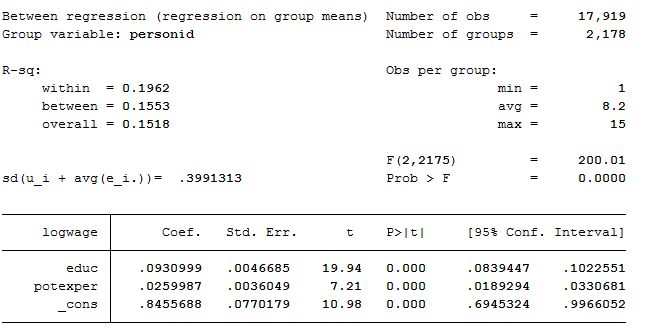 Between regression (regression on group means)  Number of obs     =     17,919
Group variable: personid                        Number of groups  =      2,178
R-sq:                                           Obs per group:
     within  = 0.1962                                         min =          1
     between = 0.1553                                         avg =        8.2
     overall = 0.1518                                         max =         15
                                                F(2,2175)         =     200.01
sd(u_i + avg(e_i.))=  .3991313                  Prob > F          =     0.0000
     logwage |      Coef.   Std. Err.      t    P>|t|     [95% Conf. Interval]
        educ |   .0930999   .0046685    19.94   0.000     .0839447    .1022551
    potexper |   .0259987   .0036049     7.21   0.000     .0189294    .0330681
       _cons |   .8455688   .0770179    10.98   0.000     .6945324    .9966052